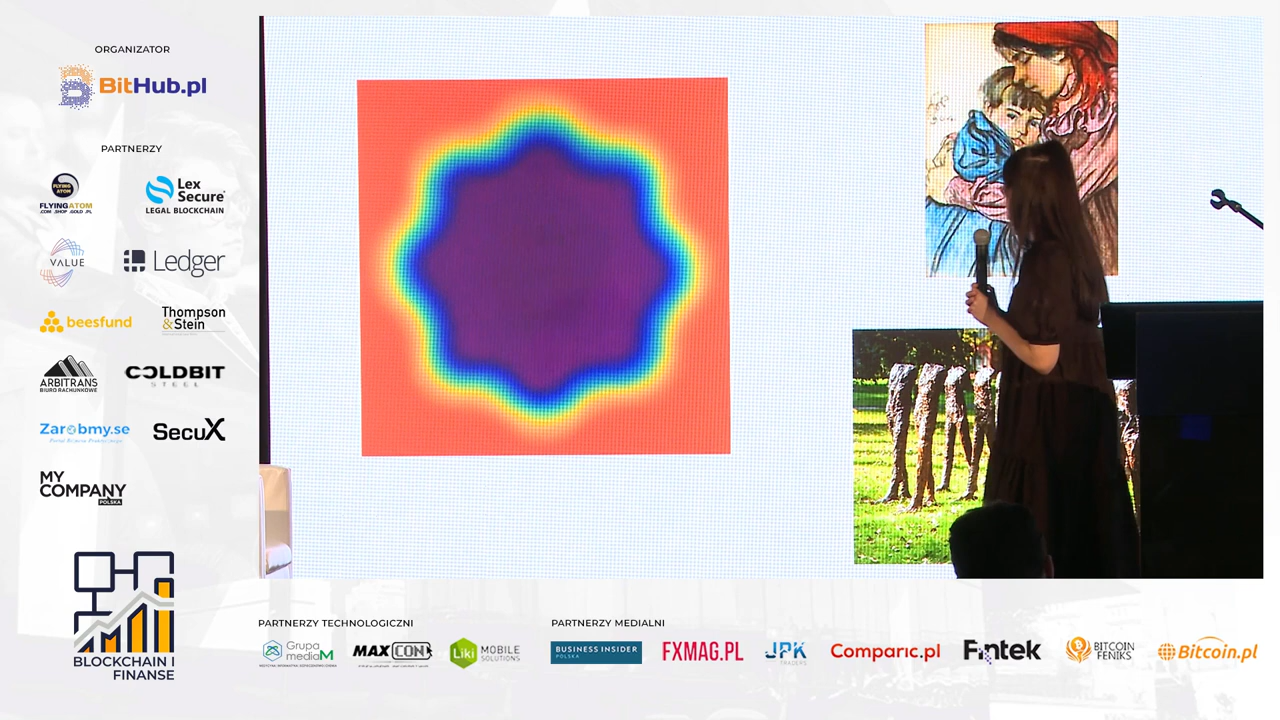 ORGANIZATOR
BitHub.pl
PARTNERZY
FLYING ATOM
FLYINGATOM
.COM .SHOP .GOLD .PL
Lex
Secure
LEGAL BLOCKCHAIN
VALUE
Ledger
beesfund
Thompson
&Stein
ARBITRANS
BIURO RACHUNKOWE
COLDBIT
STEEL
Zarobmy.se
SecuX
MY
COMPANY
POLSKA
BLOCKCHAIN I
FINANSE
PARTNERZY TECHNOLOGICZNI
Grupa
mediaM
MAXCON
Liki
MOBILE
SOLUTIONS
PARTNERZY MEDIALNI
BUSINESS INSIDER
POLSKA
FXMAG.PL
JPK
TRADERS
Comparic.pl
Fintek
BITCOIN
FENIKS
Bitcoin.pl